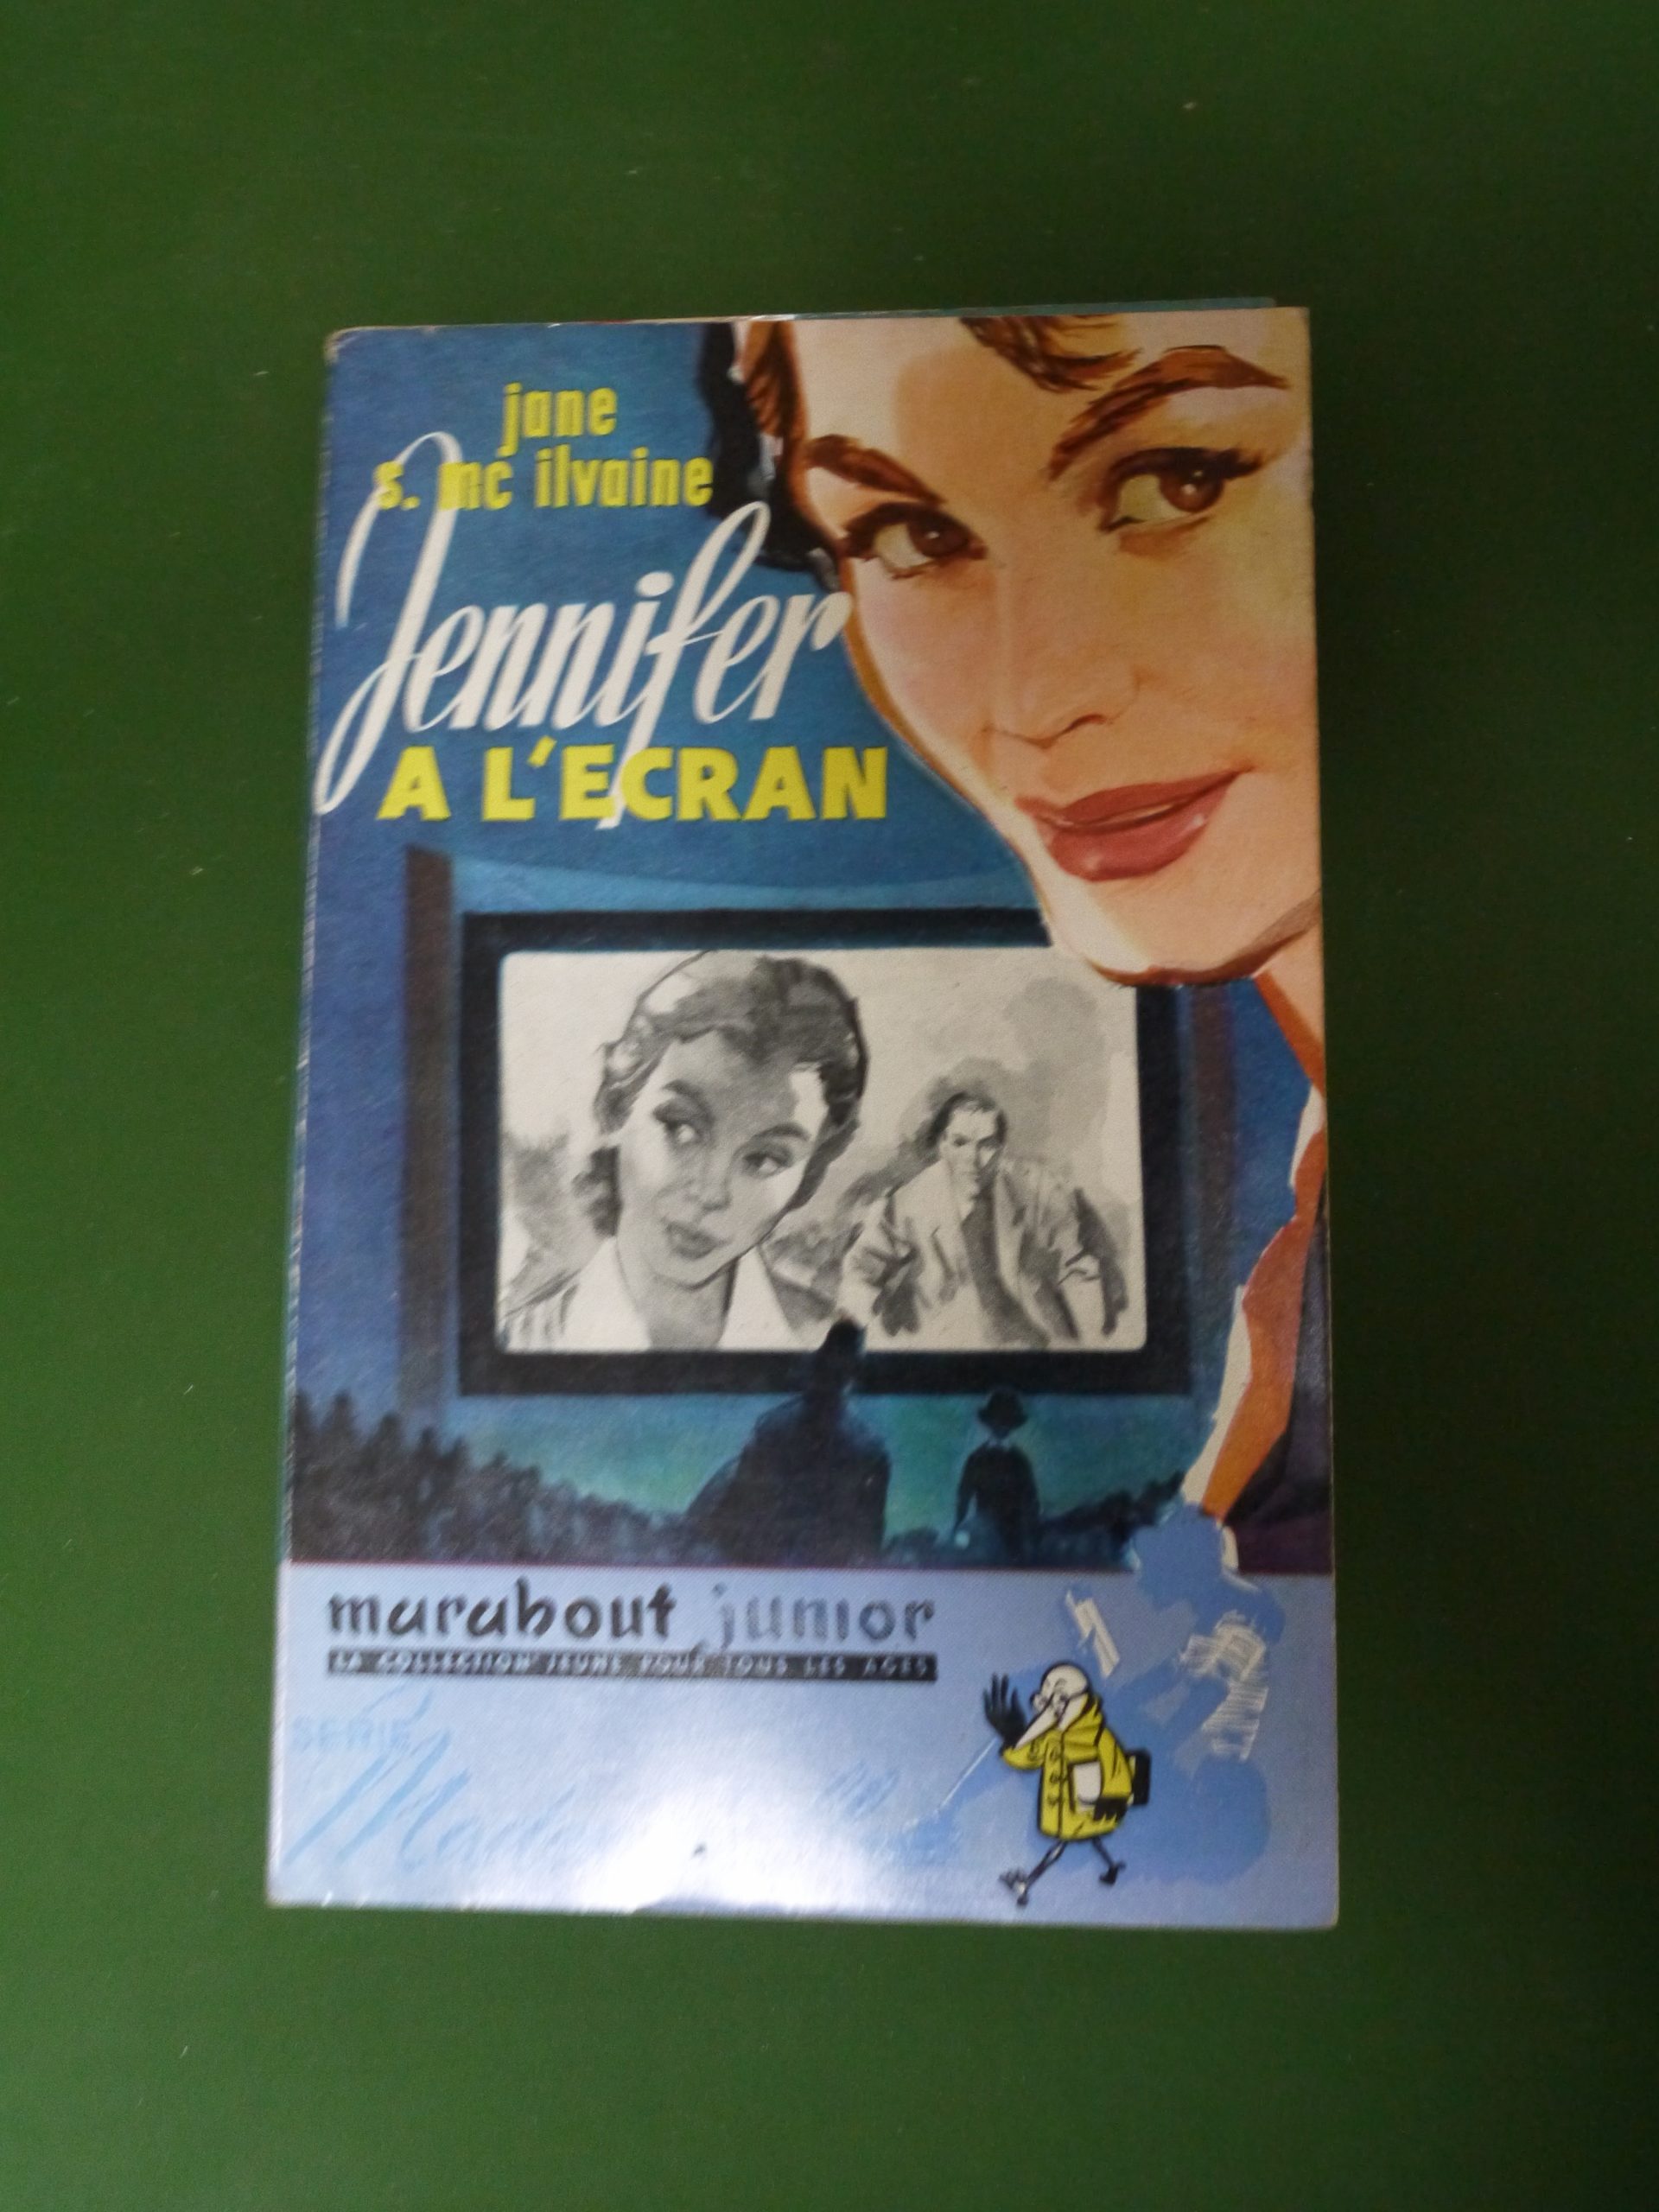 jane
s. mc ilvaine
Jennifer
A L'ECRAN
marabout junior
LA COLLECTION JEUNE POUR TOUS LES AGES
SERIE